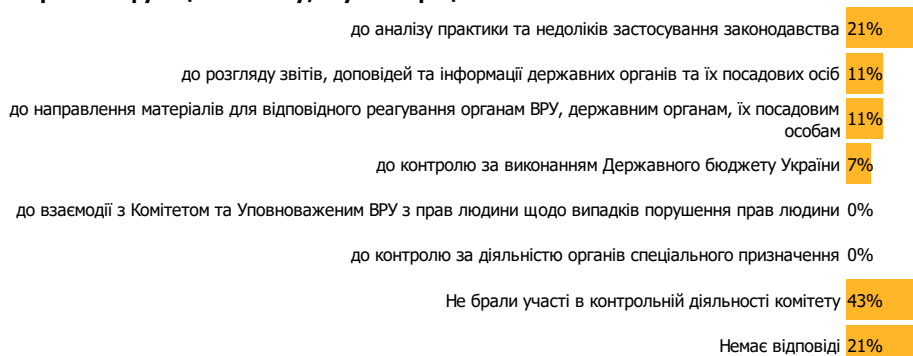 до аналізу практики та недоліків застосування законодавства 21%
до розгляду звітів, доповідей та інформації державних органів та їх посадових осіб 11%
до направлення матеріалів для відповідного реагування органам ВРУ, державним органам, їх посадовим
особам 11%
до контролю за виконанням Державного бюджету України 7%
до взаємодії з Комітетом та Уповноваженим ВРУ з прав людини щодо випадків порушення прав людини 0%
до контролю за діяльністю органів спеціального призначення 0%
Не брали участі в контрольній діяльності комітету 43%
Немає відповіді 21%